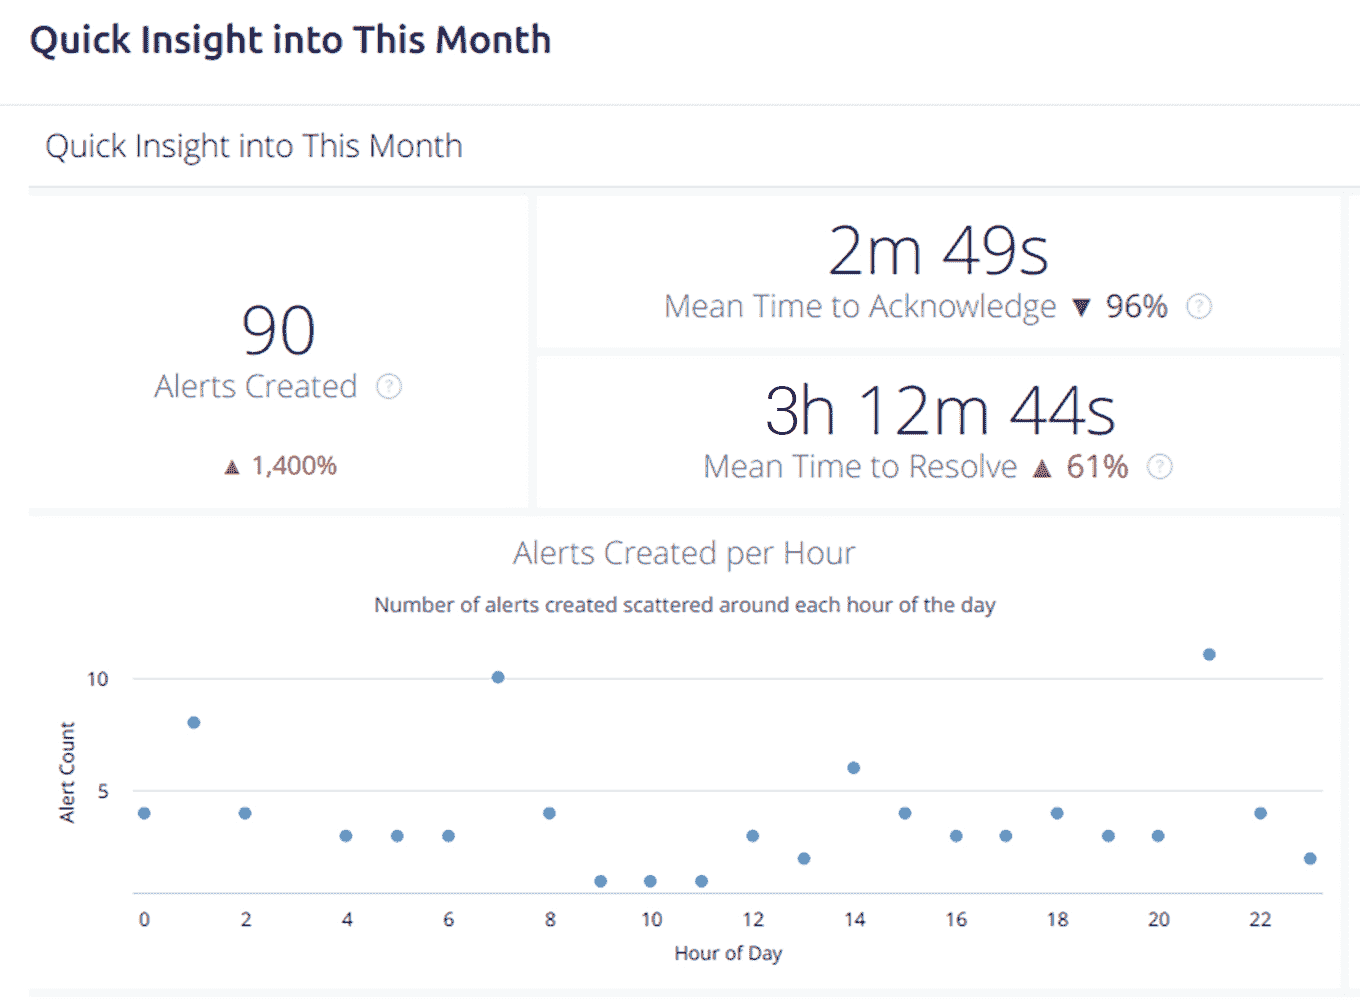 Quick Insight into This Month
Quick Insight into This Month
90
Alerts Created ?
▲ 1,400%
2m 49s
Mean Time to Acknowledge ▼ 96% ?
3h 12m 44s
Mean Time to Resolve ▲ 61% ?
Alerts Created per Hour
Number of alerts created scattered around each hour of the day
10
5
Alert Count
0 2 4 6 8 10 12 14 16 18 20 22
Hour of Day